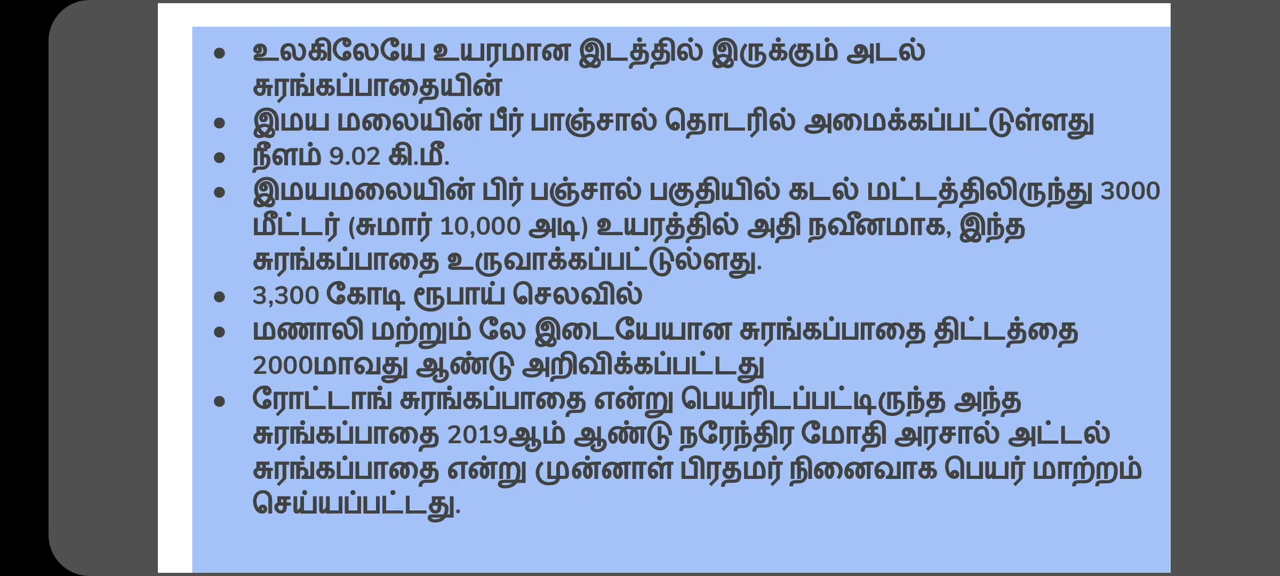 ● உலகிலேயே உயரமான இடத்தில் இருக்கும் அடல்
சுரங்கப்பாதையின்
● இமய மலையின் பீர் பாஞ்சால் தொடரில் அமைக்கப்பட்டுள்ளது
● நீளம் 9.02 கி.மீ.
● இமயமலையின் பிர் பஞ்சால் பகுதியில் கடல் மட்டத்திலிருந்து 3000
மீட்டர் (சுமார் 10,000 அடி) உயரத்தில் அதி நவீனமாக, இந்த
சுரங்கப்பாதை உருவாக்கப்பட்டுல்ளது.
● 3,300 கோடி ரூபாய் செலவில்
● மணாலி மற்றும் லே இடையேயான சுரங்கப்பாதை திட்டத்தை
2000மாவது ஆண்டு அறிவிக்கப்பட்டது
● ரோட்டாங் சுரங்கப்பாதை என்று பெயரிடப்பட்டிருந்த அந்த
சுரங்கப்பாதை 2019ஆம் ஆண்டு நரேந்திர மோதி அரசால் அட்டல்
சுரங்கப்பாதை என்று முன்னாள் பிரதமர் நினைவாக பெயர் மாற்றம்
செய்யப்பட்டது.